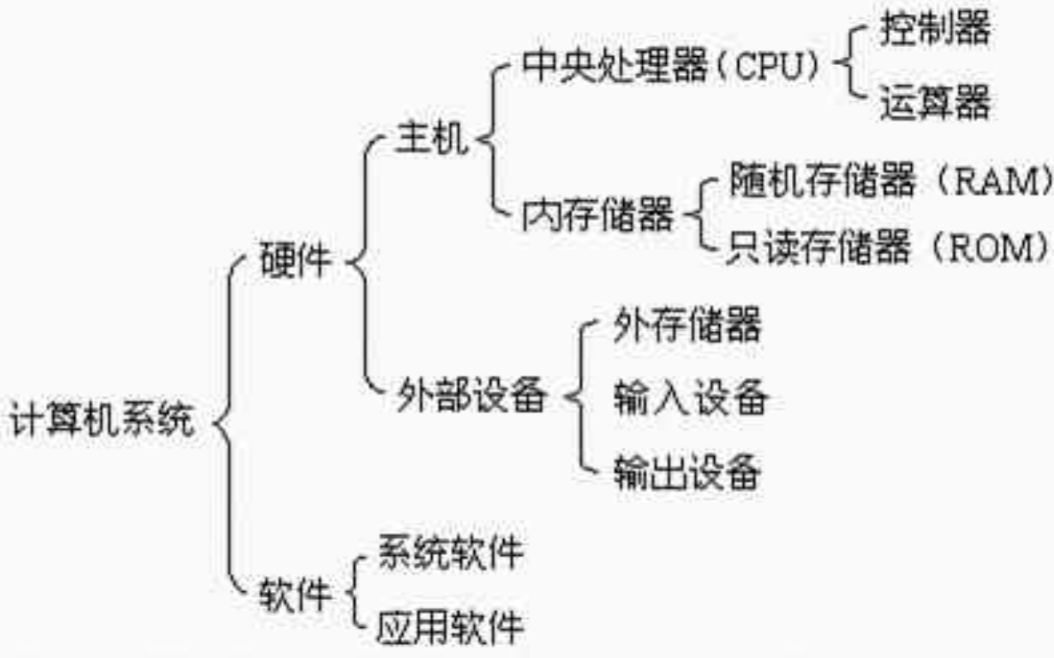 控制器
中央处理器(CPU)
运算器
主机
随机存储器 (RAM)
内存储器
只读存储器 (ROM)
硬件
外存储器
外部设备
输入设备
计算机系统
输出设备
系统软件
软件
应用软件